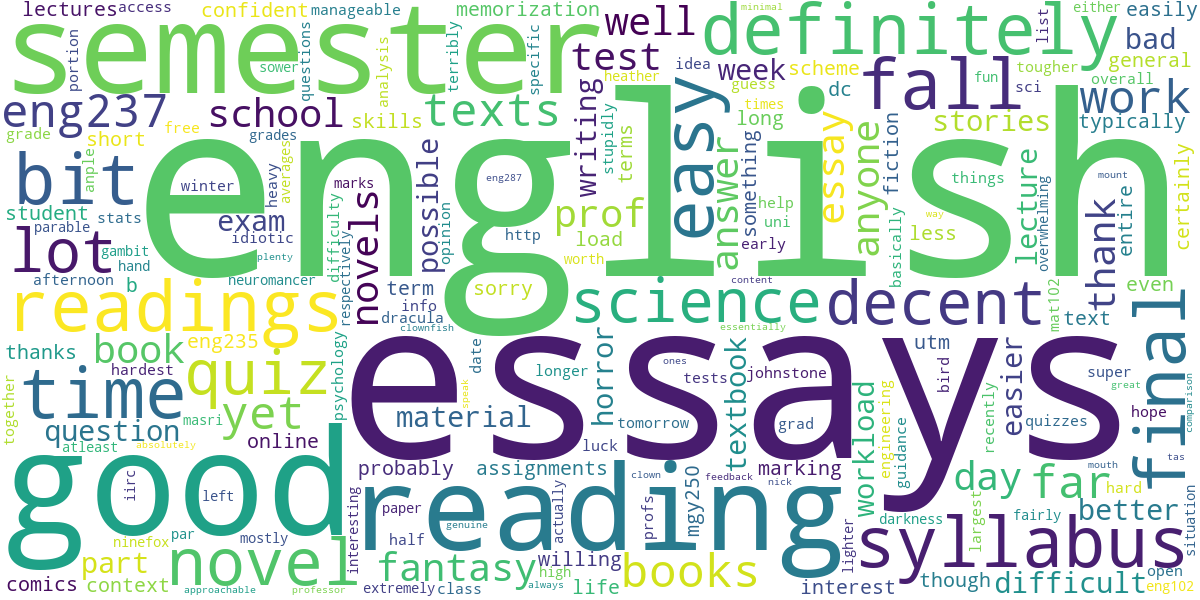 lectures access confident manageable memorization well definitely minimal either easily
semester portion sower questions analysis terribly specific test idea week scheme heather guess dc fall fun tougher sci list bad general overall
eng237 school skills texts writing stupidly terms easy times long essay anyone work typically
grade short free grades averages possible answer something fiction stories certainly
bit anple heavy winter marks english eng287 prof help uni things lecture mount
student stats exam difficulty opinion http load less way overwhelming thank entire
parable idiotic gambit early basically
lot hand plenty novels term worth
afternoon b neuromancer respectively info sorry content even
readings dracula clownfish science essentially decent mat102 text final
thanks book eng235 psychology date horror ones textbook utm easier
hardest quiz essays longer tests johnstone bird super great
time together yet masri material speak tomorrow grad workload engineering recently quizzes hope comparison
question atleast absolutely online luck guidance
good iirc left probably assignments clown marking mouth tas
interesting reading actually profs mgy250 feedback nick day far hard
paper half genuine darkness largest better situation
ninefox par mostly willing lighter syllabus fairly
part novel fantasy high books open
comics context approachable professor extremely class always life interest though difficult eng102